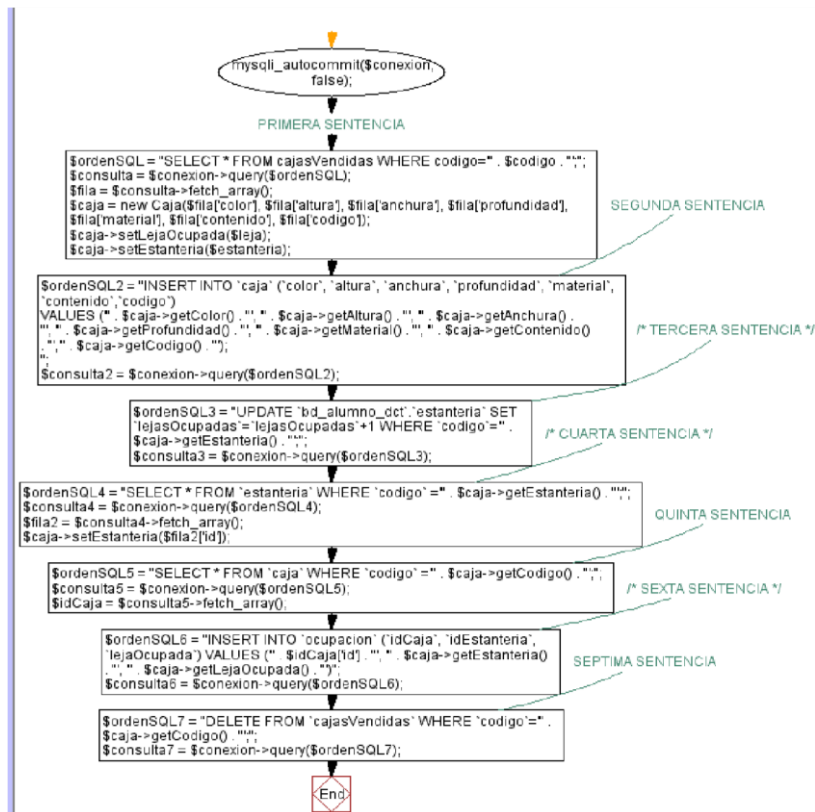 mysqli_autocommit($conexion,
false);
PRIMERA SENTENCIA
$ordenSQL = "SELECT * FROM cajasVendidas WHERE codigo='" . $codigo . "';";
$consulta = $conexion->query($ordenSQL);
$fila = $consulta->fetch_array();
$caja = new Caja($fila['color'], $fila['altura'], $fila['anchura'], $fila['profundidad'],
$fila['material'], $fila['contenido'], $fila['codigo']);
$caja->setLejaOcupada($leja);
$caja->setEstanteria($estanteria);
SEGUNDA SENTENCIA
$ordenSQL2 = "INSERT INTO `caja` (`color`, `altura`, `anchura`, `profundidad`, `material`,
`contenido`,`codigo`)
VALUES ('" . $caja->getColor() . "', '" . $caja->getAltura() . "', '" . $caja->getAnchura() .
"', '" . $caja->getProfundidad() . "', '" . $caja->getMaterial() . "', '" . $caja->getContenido()
. "','" . $caja->getCodigo() . "');
";
$consulta2 = $conexion->query($ordenSQL2);
/* TERCERA SENTENCIA */
$ordenSQL3 = "UPDATE `bd_alumno_dct`.`estanteria` SET
`lejasOcupadas`=`lejasOcupadas`+1 WHERE `codigo`='" .
$caja->getEstanteria() . "';";
$consulta3 = $conexion->query($ordenSQL3);
/* CUARTA SENTENCIA */
$ordenSQL4 = "SELECT * FROM `estanteria` WHERE `codigo` ='" . $caja->getEstanteria() . "';";
$consulta4 = $conexion->query($ordenSQL4);
$fila2 = $consulta4->fetch_array();
$caja->setEstanteria($fila2['id']);
QUINTA SENTENCIA
$ordenSQL5 = "SELECT * FROM `caja` WHERE `codigo` ='" . $caja->getCodigo() . "';";
$consulta5 = $conexion->query($ordenSQL5);
$idCaja = $consulta5->fetch_array();
/* SEXTA SENTENCIA */
$ordenSQL6 = "INSERT INTO `ocupacion` (`idCaja`, `idEstanteria`,
`lejaOcupada`) VALUES ('" . $idCaja['id'] . "', '" . $caja->getEstanteria()
. "', '" . $caja->getLejaOcupada() . "')";
$consulta6 = $conexion->query($ordenSQL6);
SEPTIMA SENTENCIA
$ordenSQL7 = "DELETE FROM `cajasVendidas` WHERE `codigo`='" .
$caja->getCodigo() . "';";
$consulta7 = $conexion->query($ordenSQL7);
End